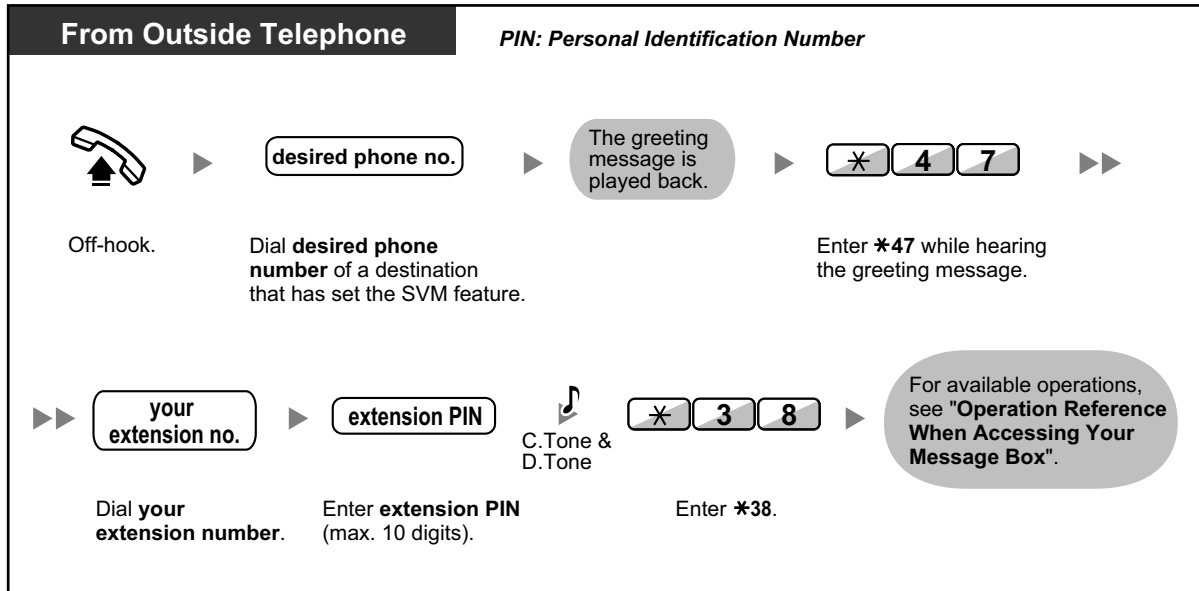 From Outside Telephone
PIN: Personal Identification Number
desired phone no.
The greeting
message is
played back.
* 4 7
Off-hook.
Dial desired phone
number of a destination
that has set the SVM feature.
Enter *47 while hearing
the greeting message.
your
extension no.
extension PIN
C.Tone &
D.Tone
* 3 8
For available operations,
see "Operation Reference
When Accessing Your
Message Box".
Dial your
extension number.
Enter extension PIN
(max. 10 digits).
Enter *38.